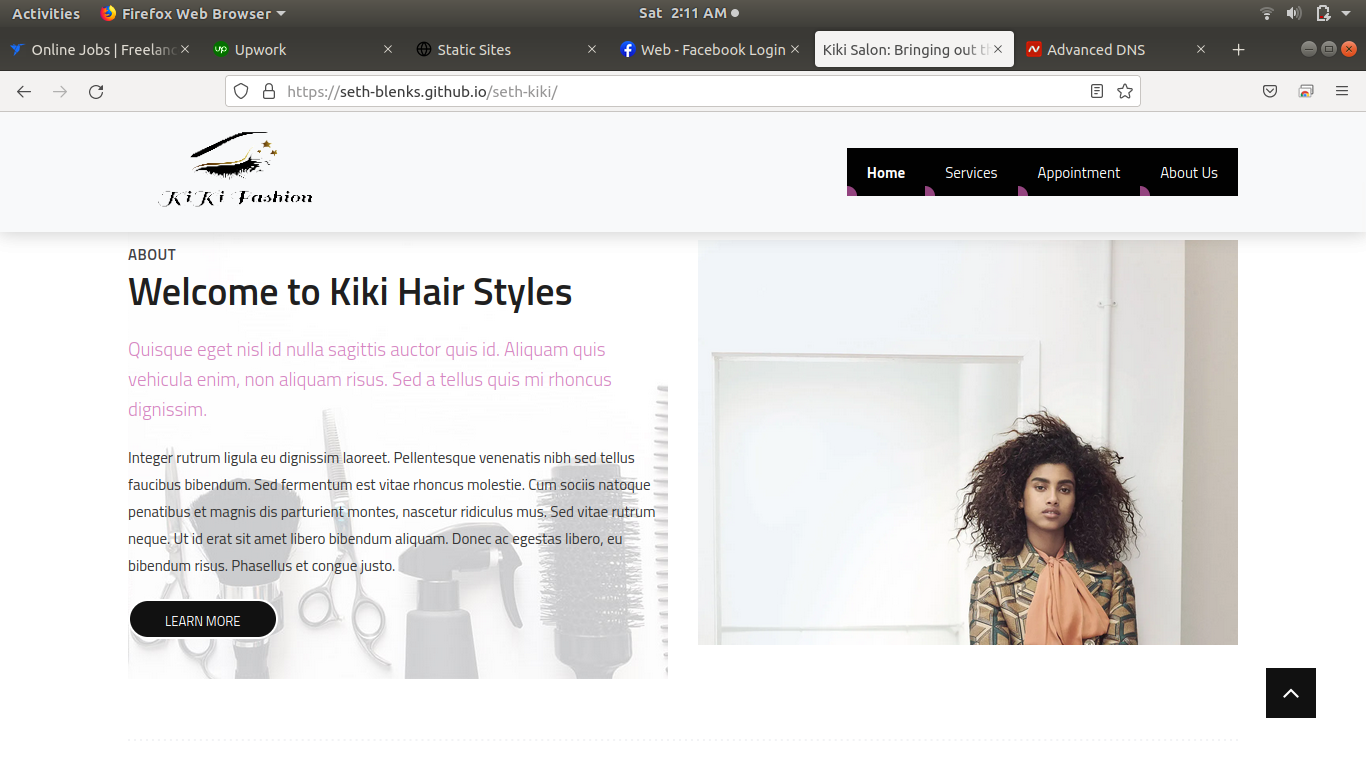 Activities Firefox Web Browser Sat 2:11 AM
Online Jobs | Freelanc
Upwork
Static Sites
Web - Facebook Login
Kiki Salon: Bringing out th
Advanced DNS
https://seth-blenks.github.io/seth-kiki/
KiKi Fashion
Home Services Appointment About Us
ABOUT
Welcome to Kiki Hair Styles
Quisque eget nisl id nulla sagittis auctor quis id. Aliquam quis
vehicula enim, non aliquam risus. Sed a tellus quis mi rhoncus
dignissim.
Integer rutrum ligula eu dignissim laoreet. Pellentesque venenatis nibh sed tellus
faucibus bibendum. Sed fermentum est vitae rhoncus molestie. Cum sociis natoque
penatibus et magnis dis parturient montes, nascetur ridiculus mus. Sed vitae rutrum
neque. Ut id erat sit amet libero bibendum aliquam. Donec ac egestas libero, eu
bibendum risus. Phasellus et congue justo.
LEARN MORE